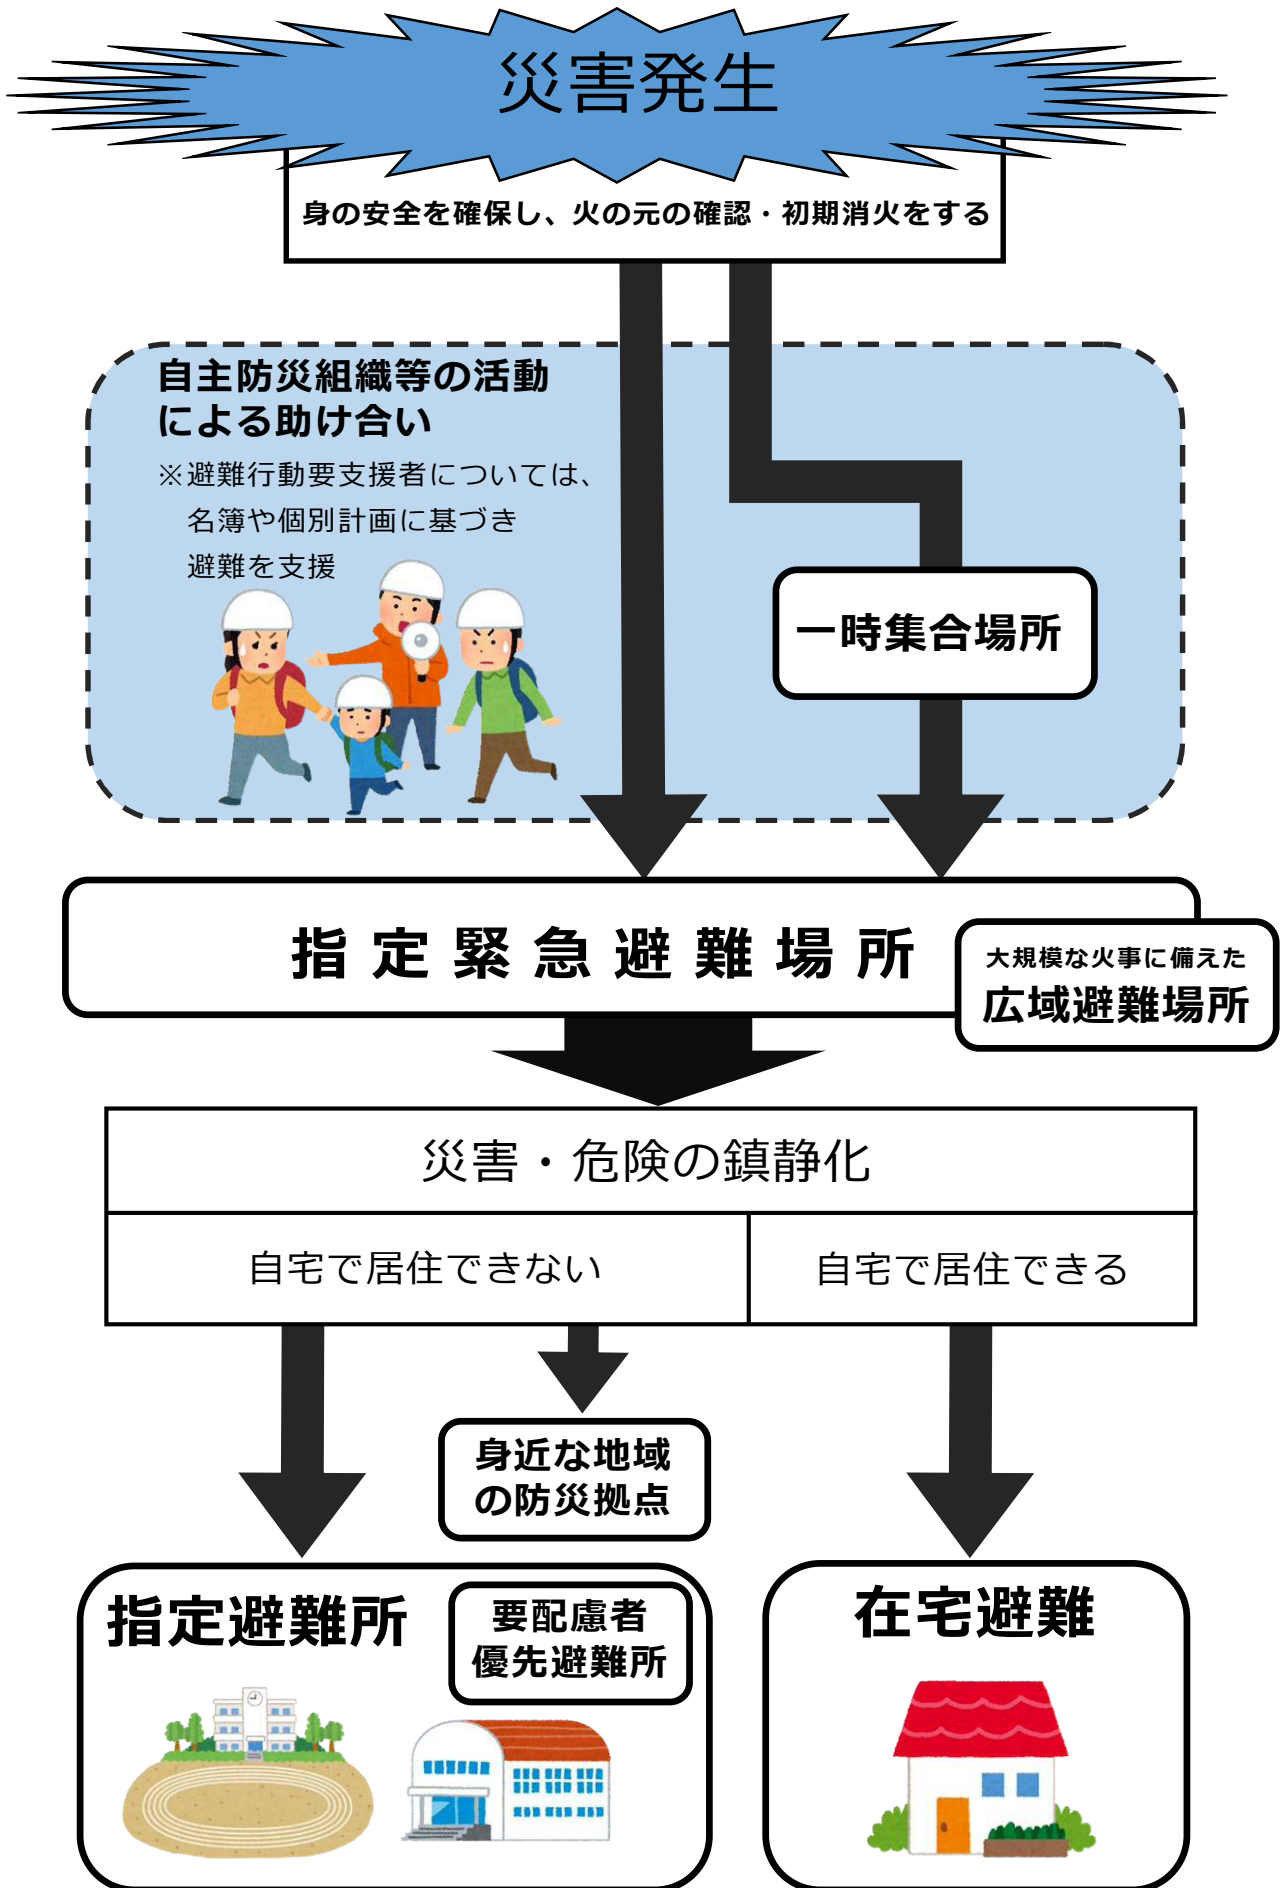 災害発生
身の安全を確保し、火の元の確認・初期消火をする
自主防災組織等の活動
による助け合い
※避難行動要支援者については、
名簿や個別計画に基づき
避難を支援
一時集合場所
指定緊急避難場所
大規模な火事に備えた
広域避難場所
災害・危険の鎮静化
自宅で居住できない
自宅で居住できる
身近な地域
の防災拠点
指定避難所
要配慮者
優先避難所
在宅避難